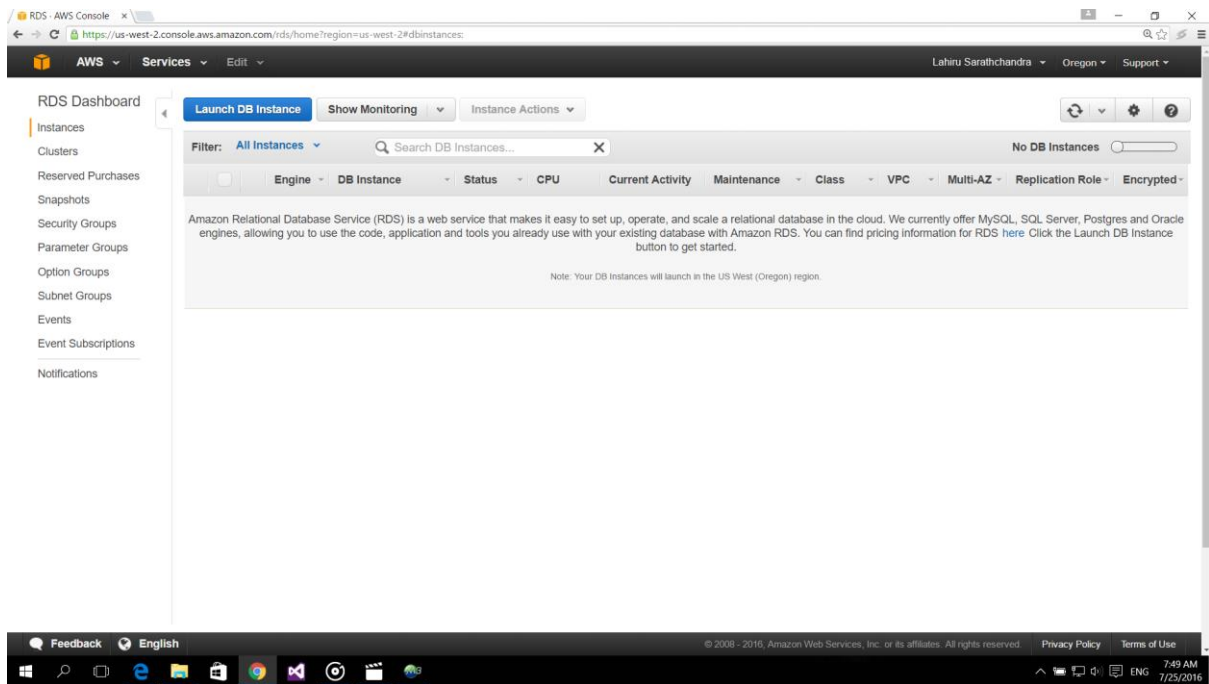 RDS · AWS Console
https://us-west-2.console.aws.amazon.com/rds/home?region=us-west-2#dbinstances:
AWS Services Edit Lahiru Sarathchandra Oregon Support
RDS Dashboard
Instances
Clusters
Reserved Purchases
Snapshots
Security Groups
Parameter Groups
Option Groups
Subnet Groups
Events
Event Subscriptions
Notifications
Launch DB Instance Show Monitoring Instance Actions
Filter: All Instances Search DB Instances... No DB Instances
Engine DB Instance Status CPU Current Activity Maintenance Class VPC Multi-AZ Replication Role Encrypted
Amazon Relational Database Service (RDS) is a web service that makes it easy to set up, operate, and scale a relational database in the cloud. We currently offer MySQL, SQL Server, Postgres and Oracle
engines, allowing you to use the code, application and tools you already use with your existing database with Amazon RDS. You can find pricing information for RDS here Click the Launch DB Instance
button to get started.
Note: Your DB Instances will launch in the US West (Oregon) region.
Feedback English © 2008 - 2016, Amazon Web Services, Inc. or its affiliates. All rights reserved. Privacy Policy Terms of Use
ENG 7:49 AM
7/25/2016